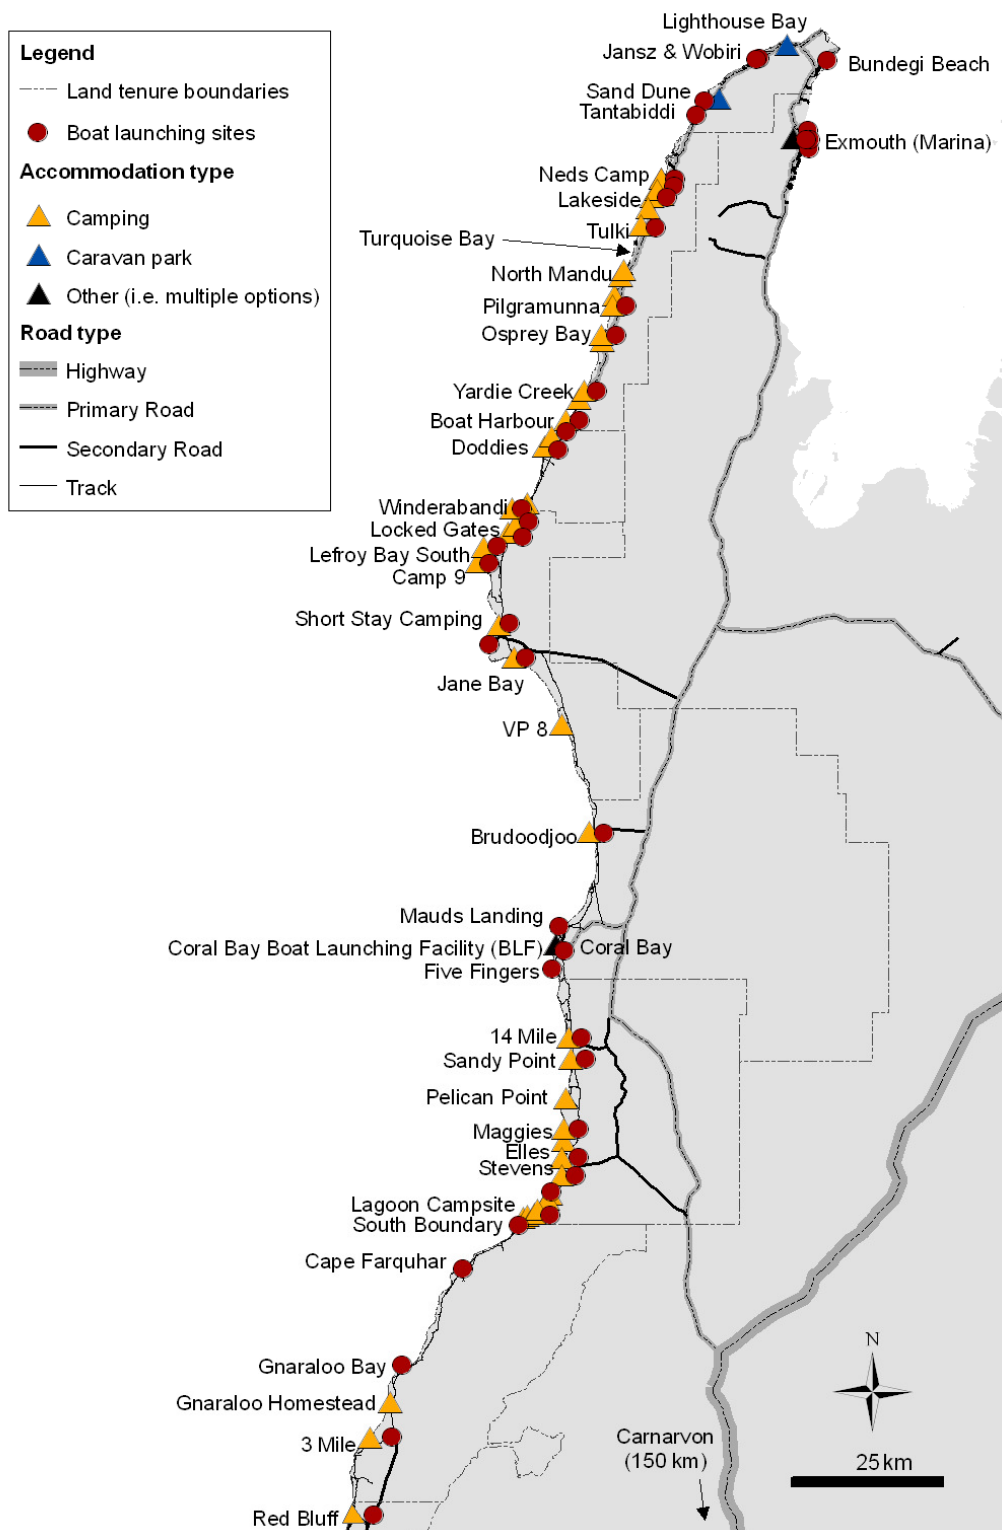 Legend
Land tenure boundaries
Boat launching sites
Accommodation type
Camping
Caravan park
Other (i.e. multiple options)
Road type
Highway
Primary Road
Secondary Road
Track
Lighthouse Bay
Jansz & Wobiri
Bundegi Beach
Sand Dune
Tantabiddi
Exmouth (Marina)
Neds Camp
Lakeside
Tulki
Turquoise Bay
North Mandu
Pilgramunna
Osprey Bay
Yardie Creek
Boat Harbour
Doddies
Winderabandi
Locked Gates
Lefroy Bay South
Camp 9
Short Stay Camping
Jane Bay
VP 8
Brudoodjoo
Mauds Landing
Coral Bay Boat Launching Facility (BLF)
Coral Bay
Five Fingers
14 Mile
Sandy Point
Pelican Point
Maggies
Elles
Stevens
Lagoon Campsite
South Boundary
Cape Farquhar
Gnaraloo Bay
Gnaraloo Homestead
3 Mile
Red Bluff
Carnarvon
(150 km)
N
25km